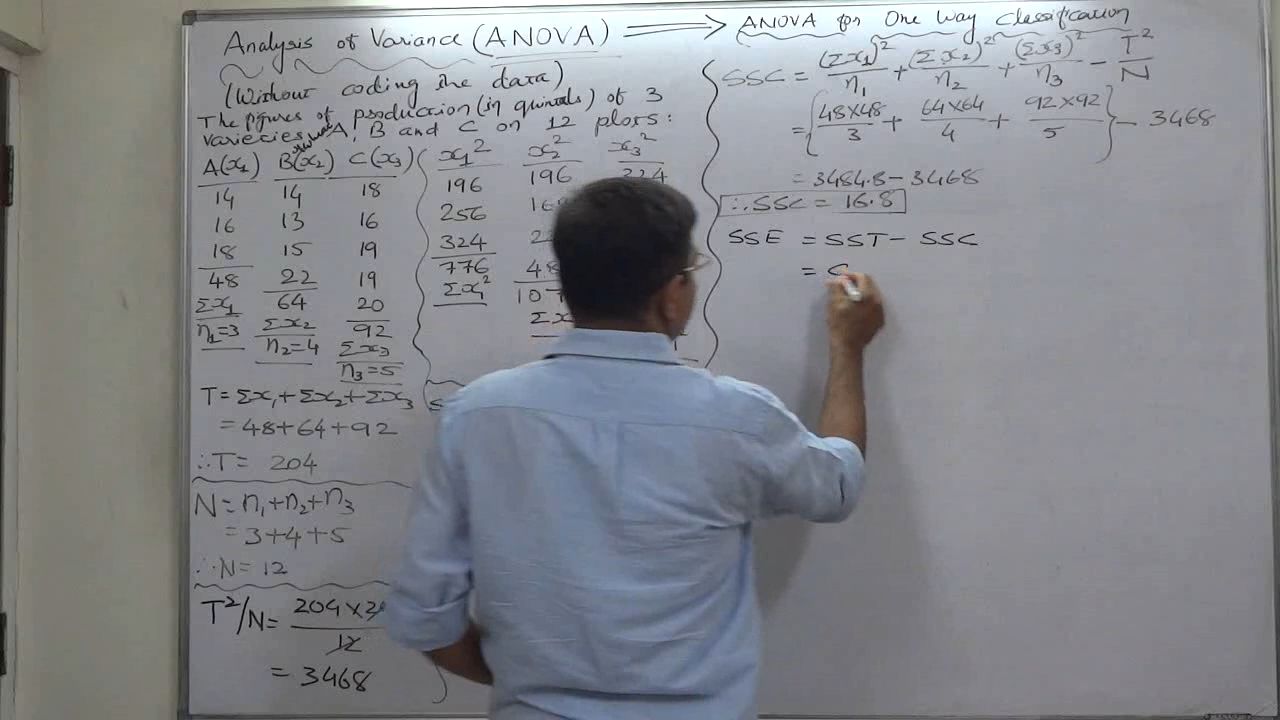 Analysis of Variance (ANOVA) ⟹ ANOVA for One Way Classification
(Without coding the data)
The figures of production (in quintals) of 3
varieties A, B and C on 12 plots:
A(x1) B(x2) C(x3)
14 14 18
16 13 16
18 15 19
48 22 19
Σx1 64 20
n1=3 Σx2 92
n2=4 Σx3
n3=5
T = Σx1 + Σx2 + Σx3
= 48+64+92
∴T= 204
N = n1+n2+n3
= 3+4+5
∴N = 12
T²/N = 204×2
12
= 3468
x1² x2² x3²
196 196 324
256
324
776
Σx1²
SSC = (Σx1)²/n1 + (Σx2)²/n2 + (Σx3)²/n3 - T²/N
= {48×48/3 + 64×64/4 + 92×92/5} - 3468
= 3484.8 - 3468
∴SSC = 16.8
SSE = SST - SSC
=